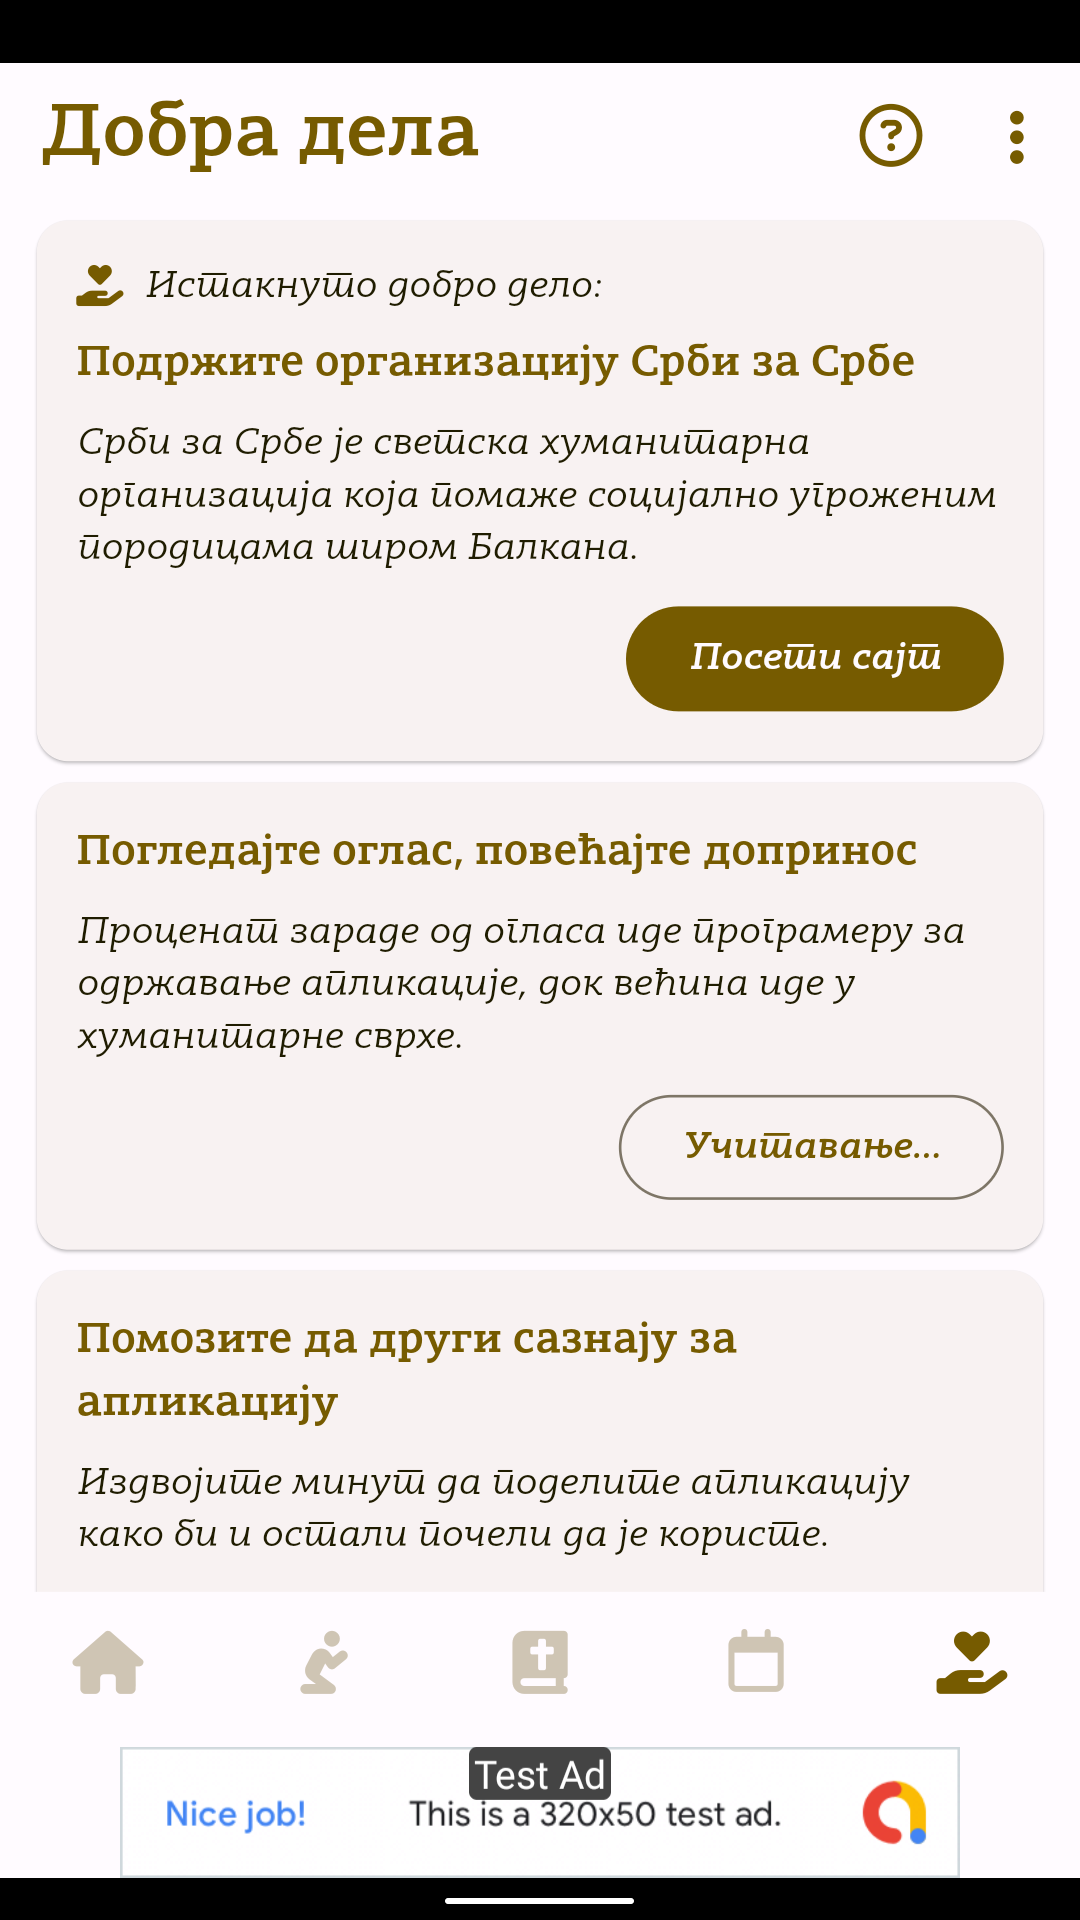 Добра дела
?
Истакнуто добро дело:
Подржите организацију Срби за Србе
Срби за Србе је светска хуманитарна
организација која помаже социјално угроженим
породицама широм Балкана.
Посети сајт
Погледајте оглас, повећајте допринос
Проценат зараде од огласа иде програмеру за
одржавање апликације, док већина иде у
хуманитарне сврхе.
Учитавање...
Помозите да други сазнају за
апликацију
Издвојите минут да поделите апликацију
како би и остали почели да је користе.
Test Ad
Nice job! This is a 320x50 test ad.